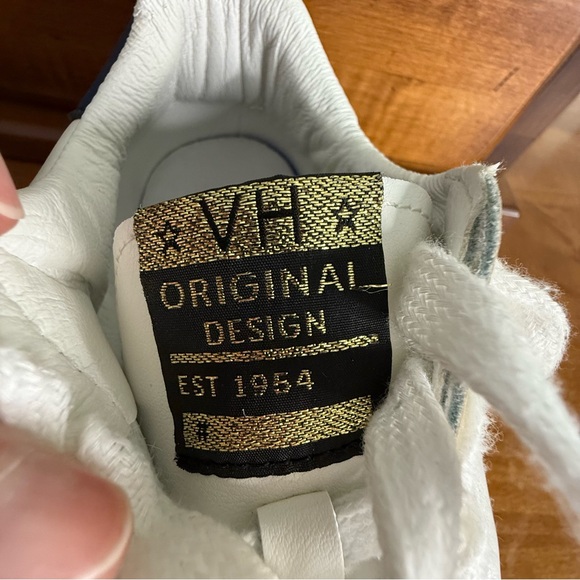 VH
ORIGINAL
DESIGN
EST 1954
#